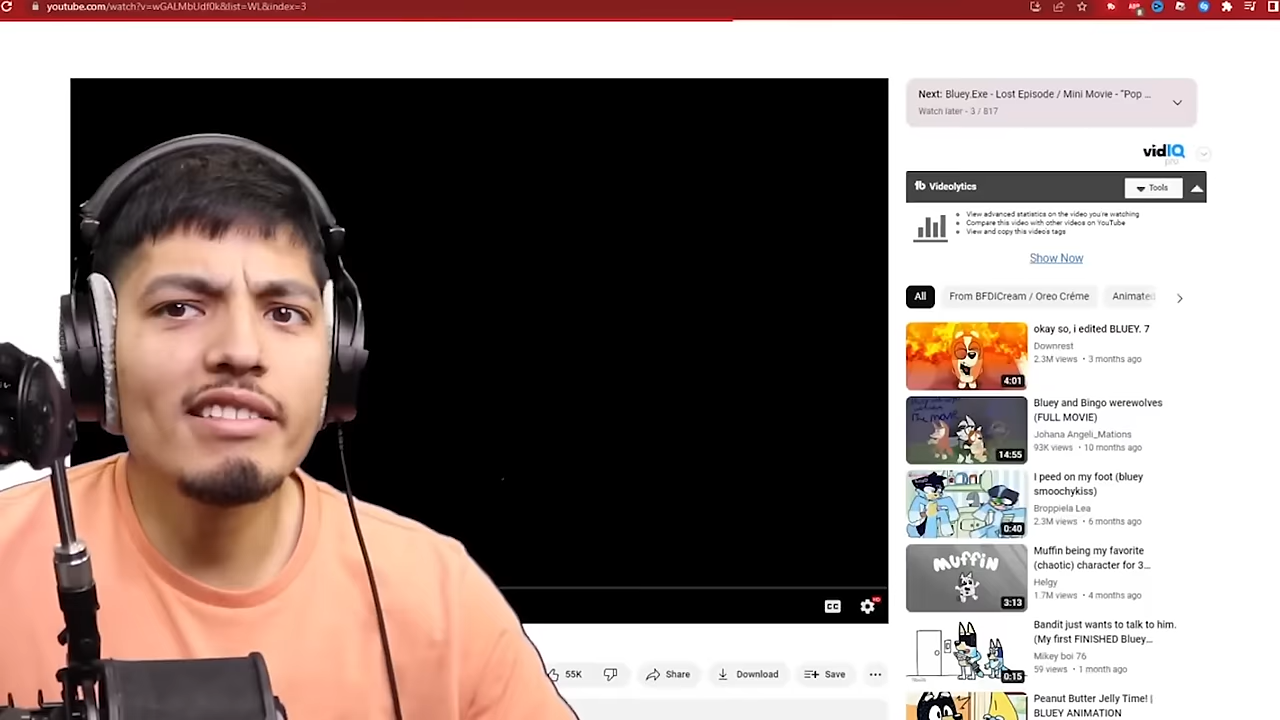 youtube.com/watch?v=wGALMbUdf0k&list=WL&index=3
Next: Bluey.Exe - Lost Episode / Mini Movie - “Pop ...
Watch later - 3 / 817
vidIQ
pro
tb Videolytics
Tools
View advanced statistics on the video you're watching
Compare this video with other videos on YouTube
View and copy this video's tags
Show Now
All
From BFDICream / Oreo Créme
Animated
okay so, i edited BLUEY. 7
Downrest
2.3M views • 3 months ago
4:01
Bluey and Bingo werewolves
(FULL MOVIE)
Johana Angeli_Mations
93K views • 10 months ago
14:55
I peed on my foot (bluey
smoochykiss)
Broppiela Lea
2.3M views • 6 months ago
0:40
MUFFIN
Muffin being my favorite
(chaotic) character for 3...
Helgy
1.7M views • 4 months ago
3:13
Bandit just wants to talk to him.
(My first FINISHED Bluey...
Mikey boi 76
59 views • 1 month ago
0:15
Peanut Butter Jelly Time! |
BLUEY ANIMATION
CC
HD
55K
Share
Download
Save